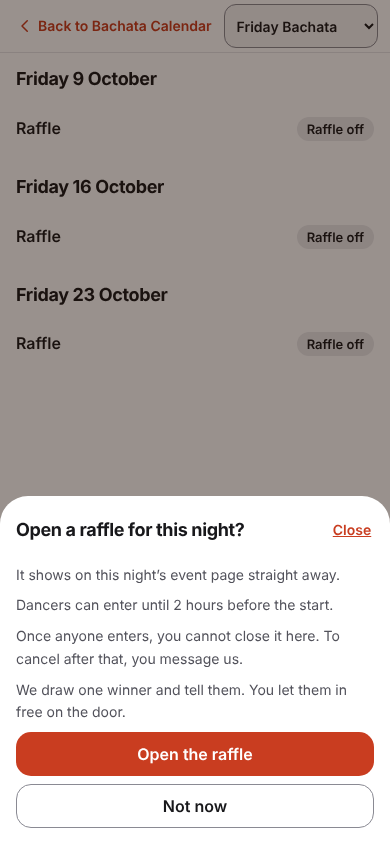 Back to Bachata Calendar
Friday Bachata
Friday 9 October
Raffle
Raffle off
Friday 16 October
Raffle
Raffle off
Friday 23 October
Raffle
Raffle off
Open a raffle for this night?
Close
It shows on this night’s event page straight away.
Dancers can enter until 2 hours before the start.
Once anyone enters, you cannot close it here. To
cancel after that, you message us.
We draw one winner and tell them. You let them in
free on the door.
Open the raffle
Not now